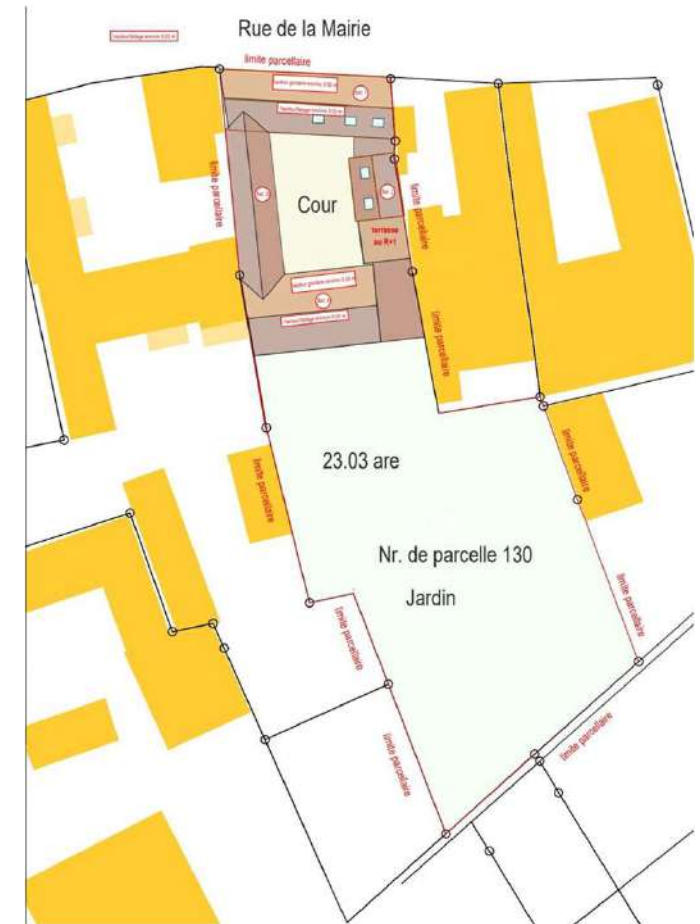 Rue de la Mairie
limite parcellaire
limite parcellaire
Cour
limite parcellaire
terrasse
au R+1
limite parcellaire
23.03 are
limite parcellaire
limite parcellaire
Nr. de parcelle 130
Jardin
limite parcellaire
limite parcellaire
limite parcellaire
limite parcellaire